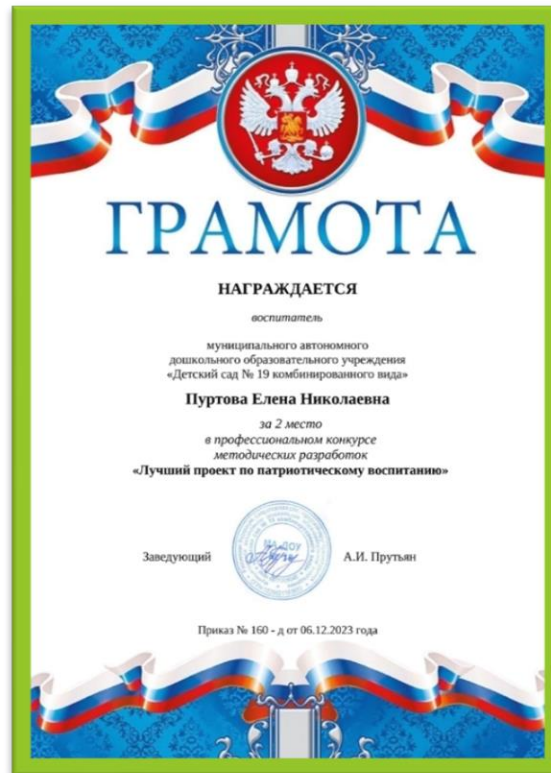 ГРАМОТА
НАГРАЖДАЕТСЯ
воспитатель
муниципального автономного
дошкольного образовательного учреждения
«Детский сад № 19 комбинированного вида»
Пуртова Елена Николаевна
за 2 место
в профессиональном конкурсе
методических разработок
«Лучший проект по патриотическому воспитанию»
МАДОУ
Заведующий А.И. Прутьян
Приказ № 160 - д от 06.12.2023 года